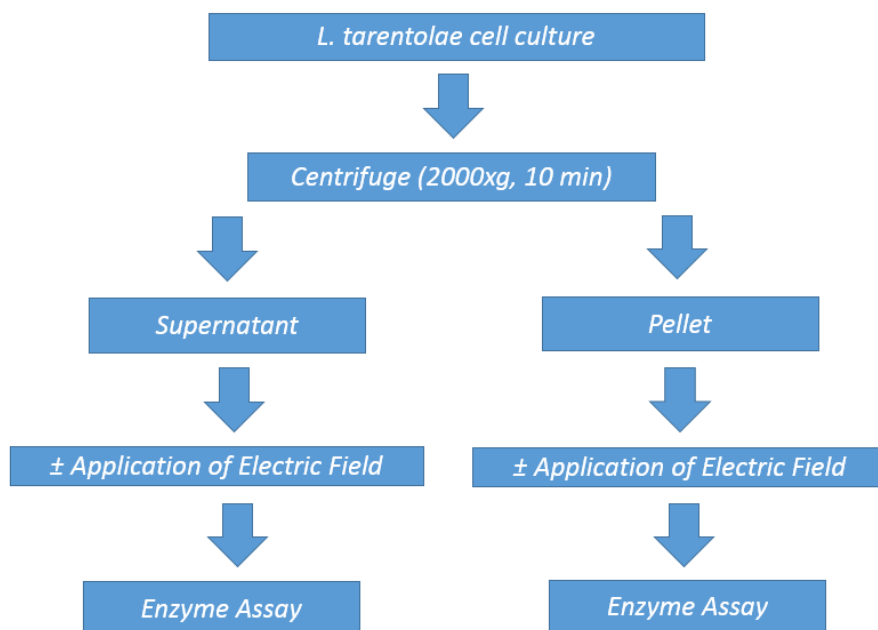 L. tarentolae cell culture
Centrifuge (2000xg, 10 min)
Supernatant
Pellet
± Application of Electric Field
± Application of Electric Field
Enzyme Assay
Enzyme Assay